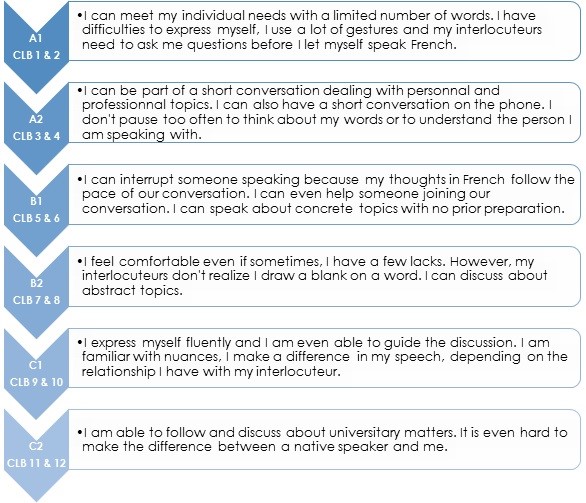 A1
CLB 1 & 2
•I can meet my individual needs with a limited number of words. I have
difficulties to express myself, I use a lot of gestures and my interlocuteurs
need to ask me questions before I let myself speak French.
A2
CLB 3 & 4
•I can be part of a short conversation dealing with personnal and
professionnal topics. I can also have a short conversation on the phone. I
don't pause too often to think about my words or to understand the person I
am speaking with.
B1
CLB 5 & 6
•I can interrupt someone speaking because my thoughts in French follow the
pace of our conversation. I can even help someone joining our
conversation. I can speak about concrete topics with no prior preparation.
B2
CLB 7 & 8
•I feel comfortable even if sometimes, I have a few lacks. However, my
interlocuteurs don't realize I draw a blank on a word. I can discuss about
abstract topics.
C1
CLB 9 & 10
•I express myself fluently and I am even able to guide the discussion. I am
familiar with nuances, I make a difference in my speech, depending on the
relationship I have with my interlocuteur.
C2
CLB 11 & 12
•I am able to follow and discuss about universitary matters. It is even hard to
make the difference between a native speaker and me.